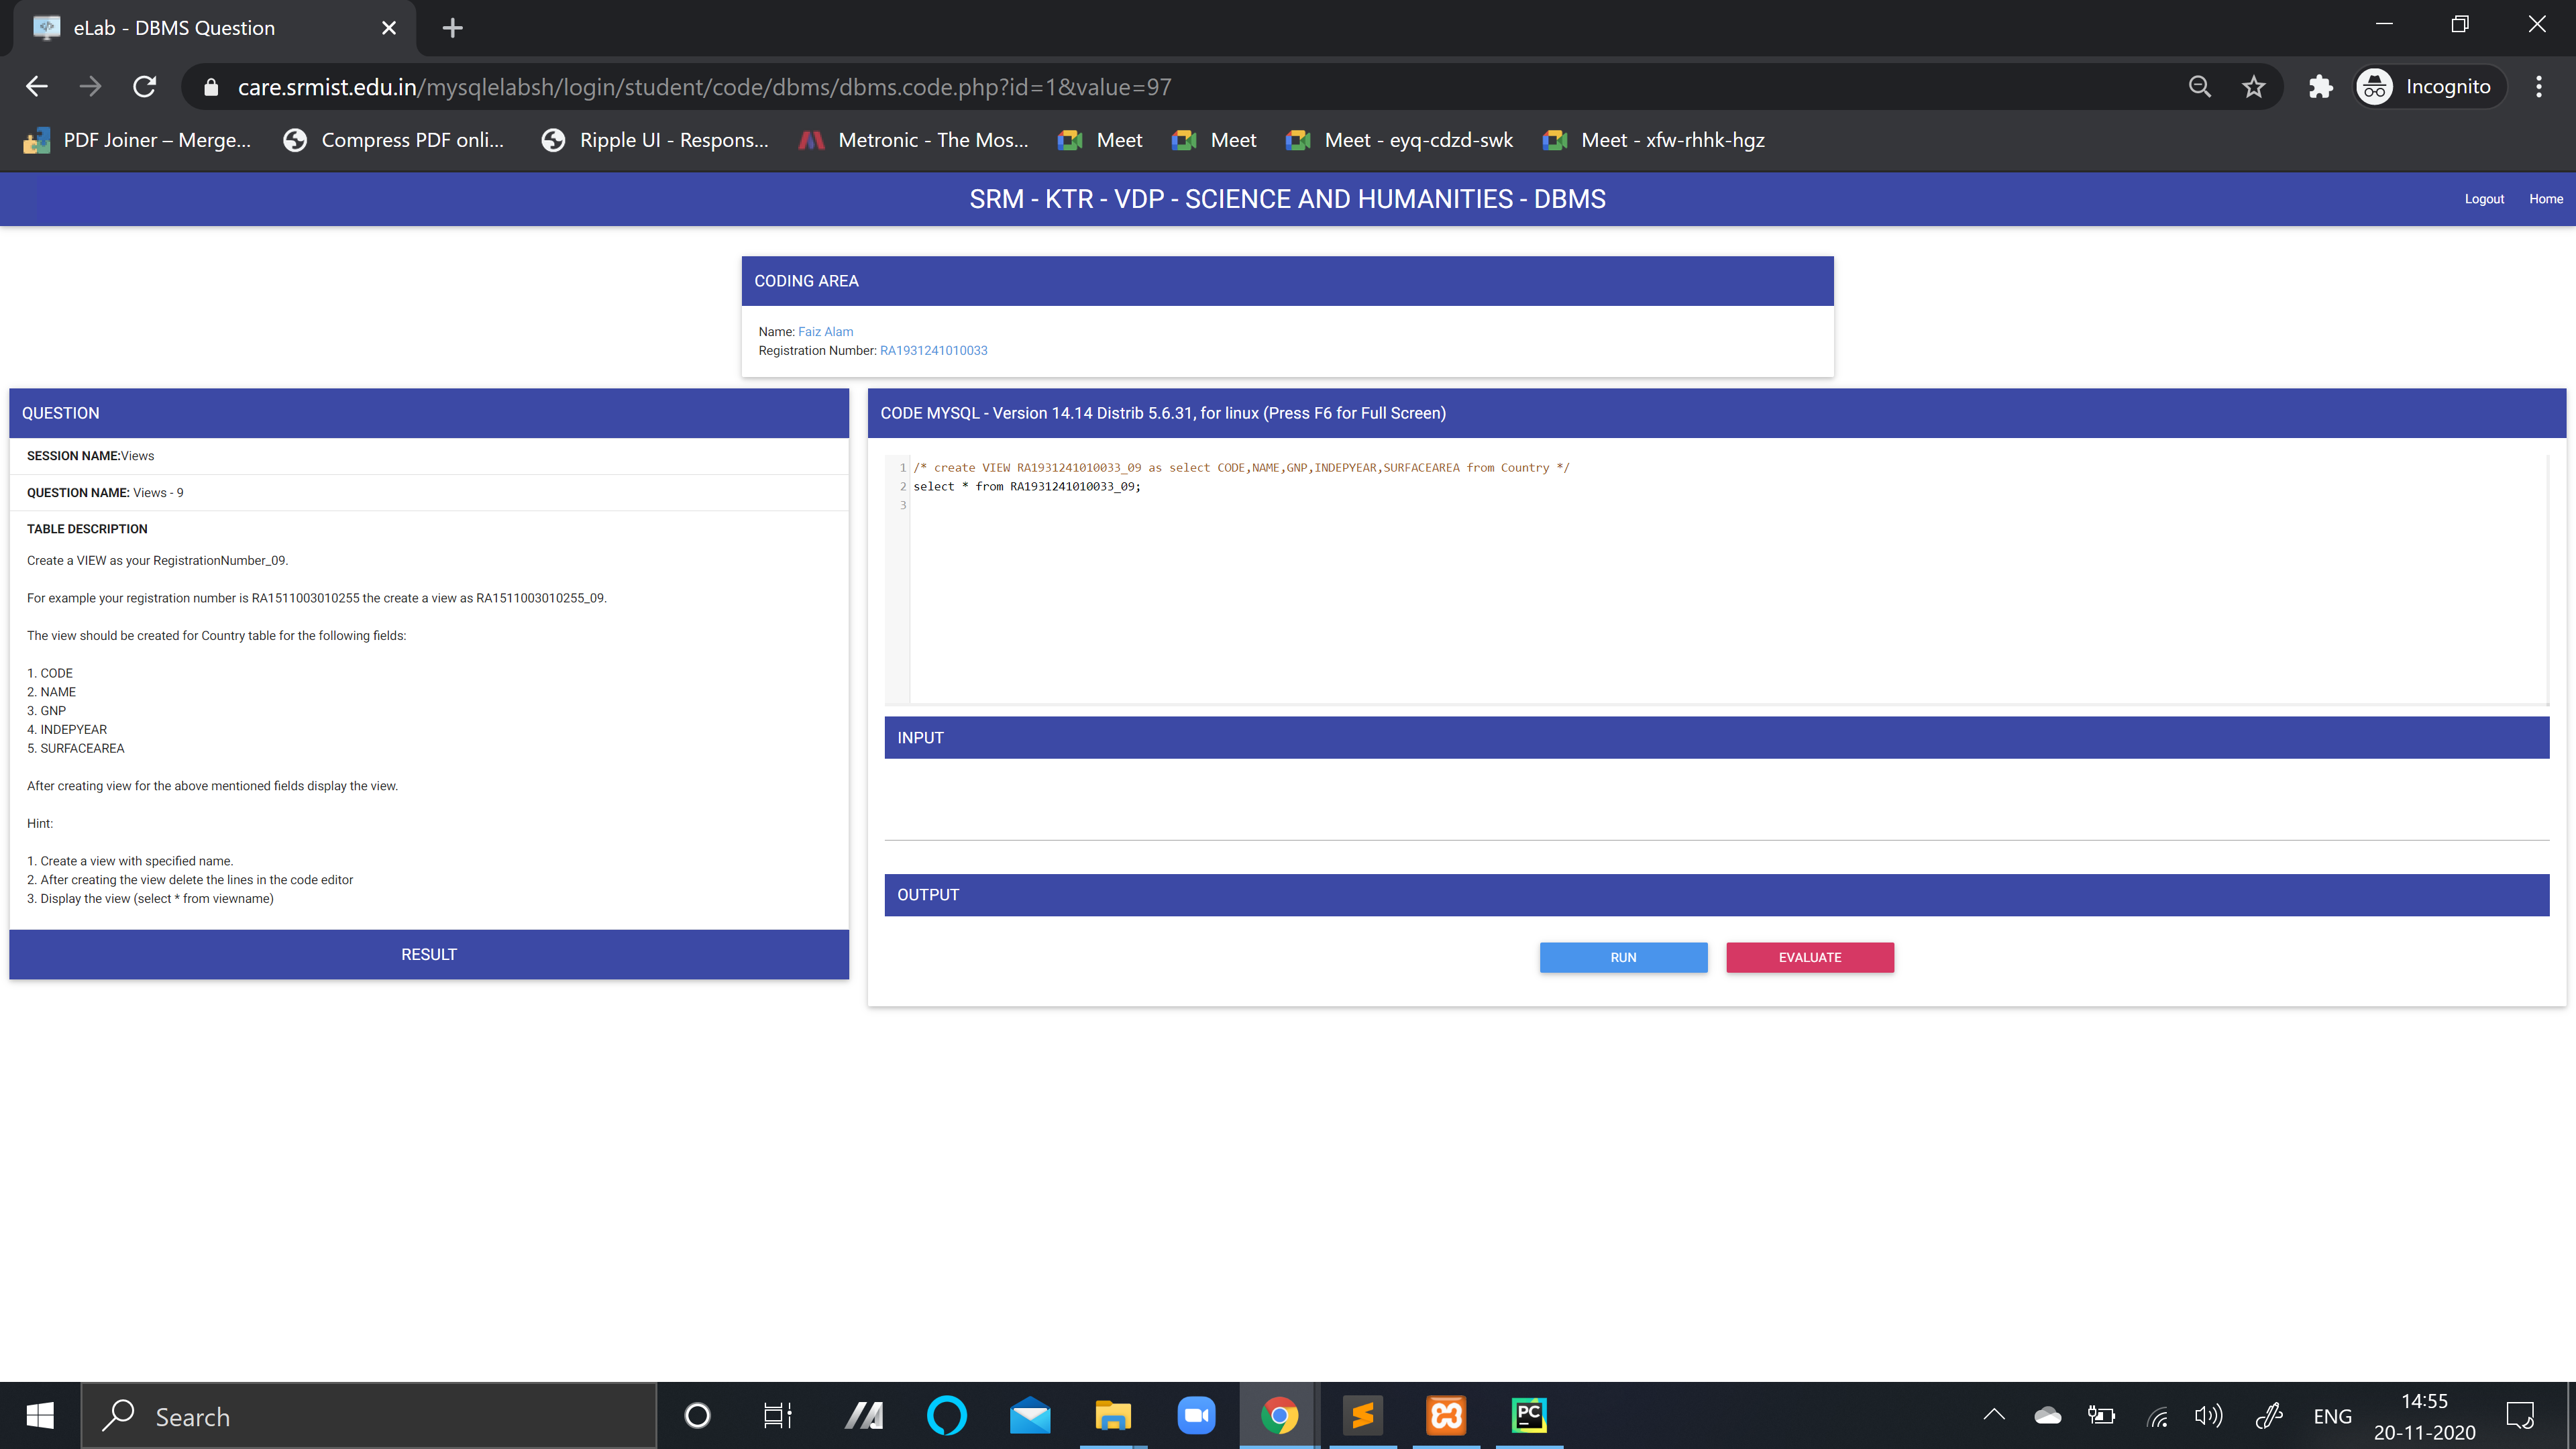 eLab - DBMS Question
care.srmist.edu.in/mysqlelabsh/login/student/code/dbms/dbms.code.php?id=1&value=97
Incognito
PDF Joiner – Merge...
Compress PDF onli...
Ripple UI - Respons...
Metronic - The Mos...
Meet
Meet
Meet - eyq-cdzd-swk
Meet - xfw-rhhk-hgz
SRM - KTR - VDP - SCIENCE AND HUMANITIES - DBMS
Logout
Home
CODING AREA
Name: Faiz Alam
Registration Number: RA1931241010033
QUESTION
SESSION NAME:Views
QUESTION NAME: Views - 9
TABLE DESCRIPTION
Create a VIEW as your RegistrationNumber_09.
For example your registration number is RA1511003010255 the create a view as RA1511003010255_09.
The view should be created for Country table for the following fields:
1. CODE
2. NAME
3. GNP
4. INDEPYEAR
5. SURFACEAREA
After creating view for the above mentioned fields display the view.
Hint:
1. Create a view with specified name.
2. After creating the view delete the lines in the code editor
3. Display the view (select * from viewname)
RESULT
CODE MYSQL - Version 14.14 Distrib 5.6.31, for linux (Press F6 for Full Screen)
1 /* create VIEW RA1931241010033_09 as select CODE,NAME,GNP,INDEPYEAR,SURFACEAREA from Country */
2 select * from RA1931241010033_09;
3
INPUT
OUTPUT
RUN
EVALUATE
Search
PC
ENG
14:55
20-11-2020